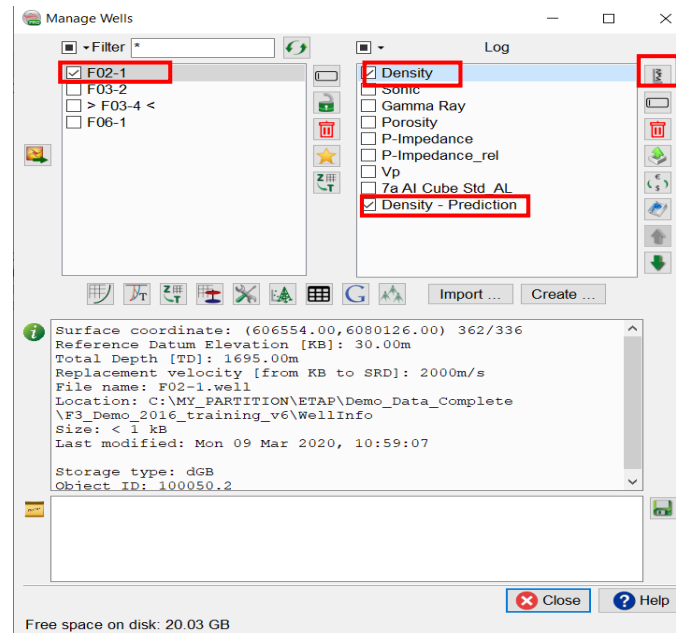 Manage Wells
Filter *
Log
F02-1
F03-2
> F03-4 <
F06-1
Density
Sonic
Gamma Ray
Porosity
P-Impedance
P-Impedance_rel
Vp
7a AI Cube Std_AL
Density - Prediction
Import ...
Create ...
Surface coordinate: (606554.00,6080126.00) 362/336
Reference Datum Elevation [KB]: 30.00m
Total Depth [TD]: 1695.00m
Replacement velocity [from KB to SRD]: 2000m/s
File name: F02-1.well
Location: C:\MY_PARTITION\ETAP\Demo_Data_Complete
\F3_Demo_2016_training_v6\WellInfo
Size: < 1 kB
Last modified: Mon 09 Mar 2020, 10:59:07
Storage type: dGB
Object ID: 100050.2
Close
Help
Free space on disk: 20.03 GB